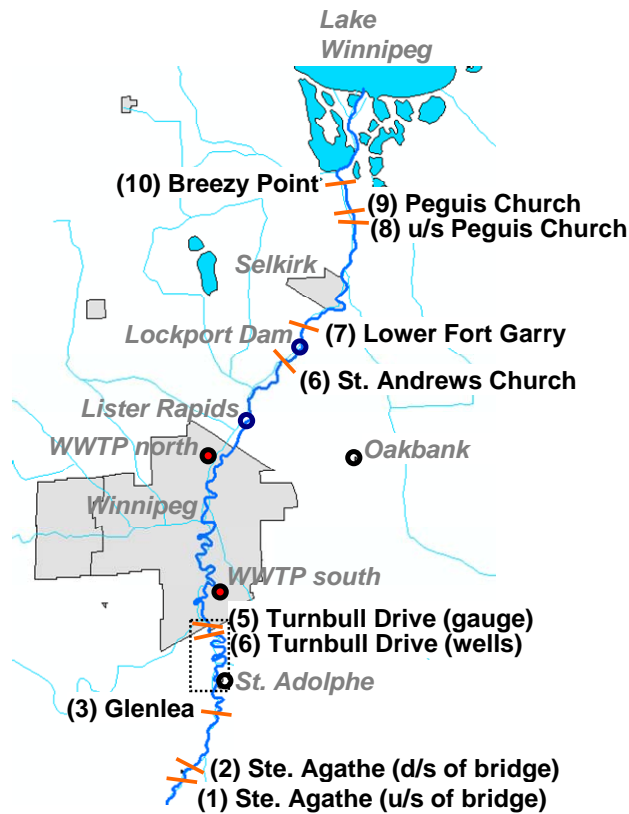 Lake
Winnipeg
(10) Breezy Point
(9) Peguis Church
(8) u/s Peguis Church
Selkirk
Lockport Dam
(7) Lower Fort Garry
(6) St. Andrews Church
Lister Rapids
WWTP north
Oakbank
Winnipeg
WWTP south
(5) Turnbull Drive (gauge)
(6) Turnbull Drive (wells)
St. Adolphe
(3) Glenlea
(2) Ste. Agathe (d/s of bridge)
(1) Ste. Agathe (u/s of bridge)